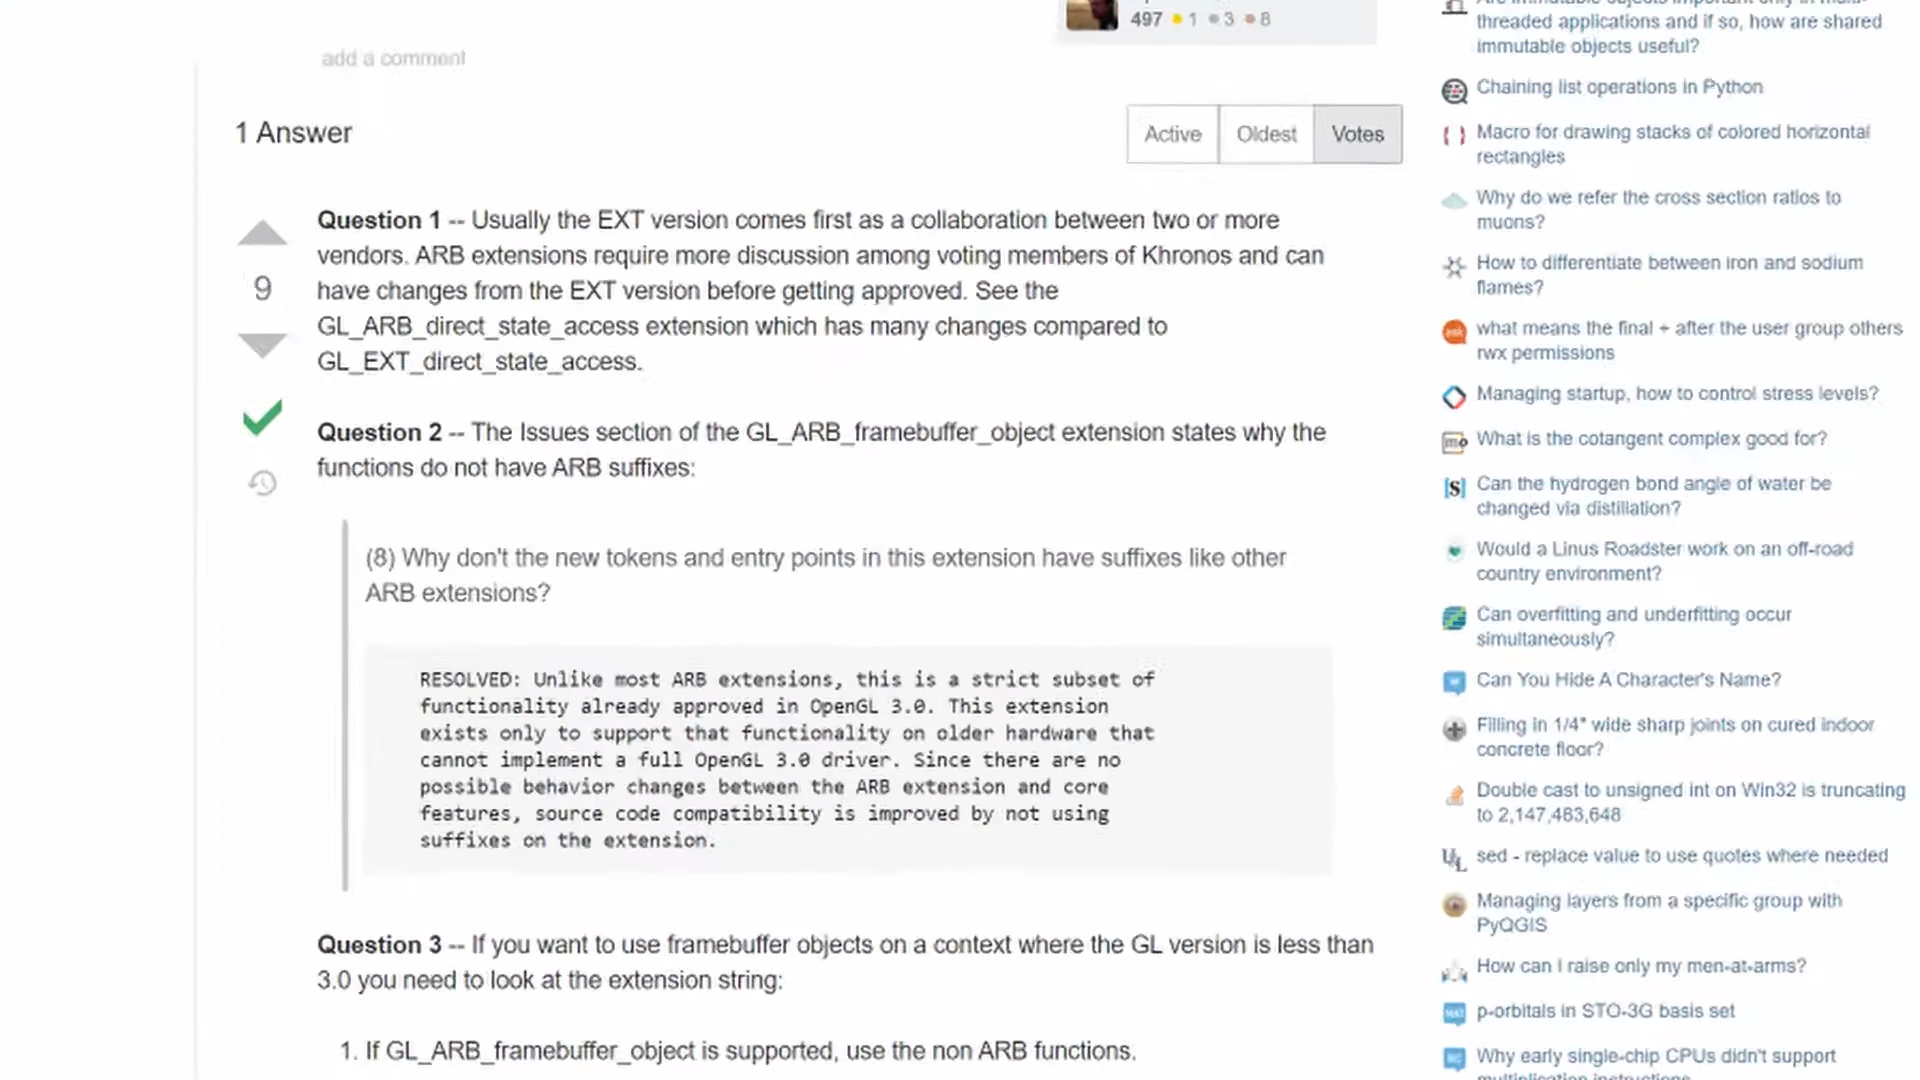 497 1 3 8
add a comment
1 Answer
Active Oldest Votes
9
Question 1 -- Usually the EXT version comes first as a collaboration between two or more
vendors. ARB extensions require more discussion among voting members of Khronos and can
have changes from the EXT version before getting approved. See the
GL_ARB_direct_state_access extension which has many changes compared to
GL_EXT_direct_state_access.
Question 2 -- The Issues section of the GL_ARB_framebuffer_object extension states why the
functions do not have ARB suffixes:
(8) Why don't the new tokens and entry points in this extension have suffixes like other
ARB extensions?
RESOLVED: Unlike most ARB extensions, this is a strict subset of
functionality already approved in OpenGL 3.0. This extension
exists only to support that functionality on older hardware that
cannot implement a full OpenGL 3.0 driver. Since there are no
possible behavior changes between the ARB extension and core
features, source code compatibility is improved by not using
suffixes on the extension.
Question 3 -- If you want to use framebuffer objects on a context where the GL version is less than
3.0 you need to look at the extension string:
1. If GL_ARB_framebuffer_object is supported, use the non ARB functions.
Are immutable objects important only in multi-
threaded applications and if so, how are shared
immutable objects useful?
Chaining list operations in Python
Macro for drawing stacks of colored horizontal
rectangles
Why do we refer the cross section ratios to
muons?
How to differentiate between iron and sodium
flames?
what means the final + after the user group others
rwx permissions
Managing startup, how to control stress levels?
What is the cotangent complex good for?
Can the hydrogen bond angle of water be
changed via distillation?
Would a Linus Roadster work on an off-road
country environment?
Can overfitting and underfitting occur
simultaneously?
Can You Hide A Character's Name?
Filling in 1/4" wide sharp joints on cured indoor
concrete floor?
Double cast to unsigned int on Win32 is truncating
to 2,147,483,648
sed - replace value to use quotes where needed
Managing layers from a specific group with
PyQGIS
How can I raise only my men-at-arms?
p-orbitals in STO-3G basis set
Why early single-chip CPUs didn't support
multiplication instructions